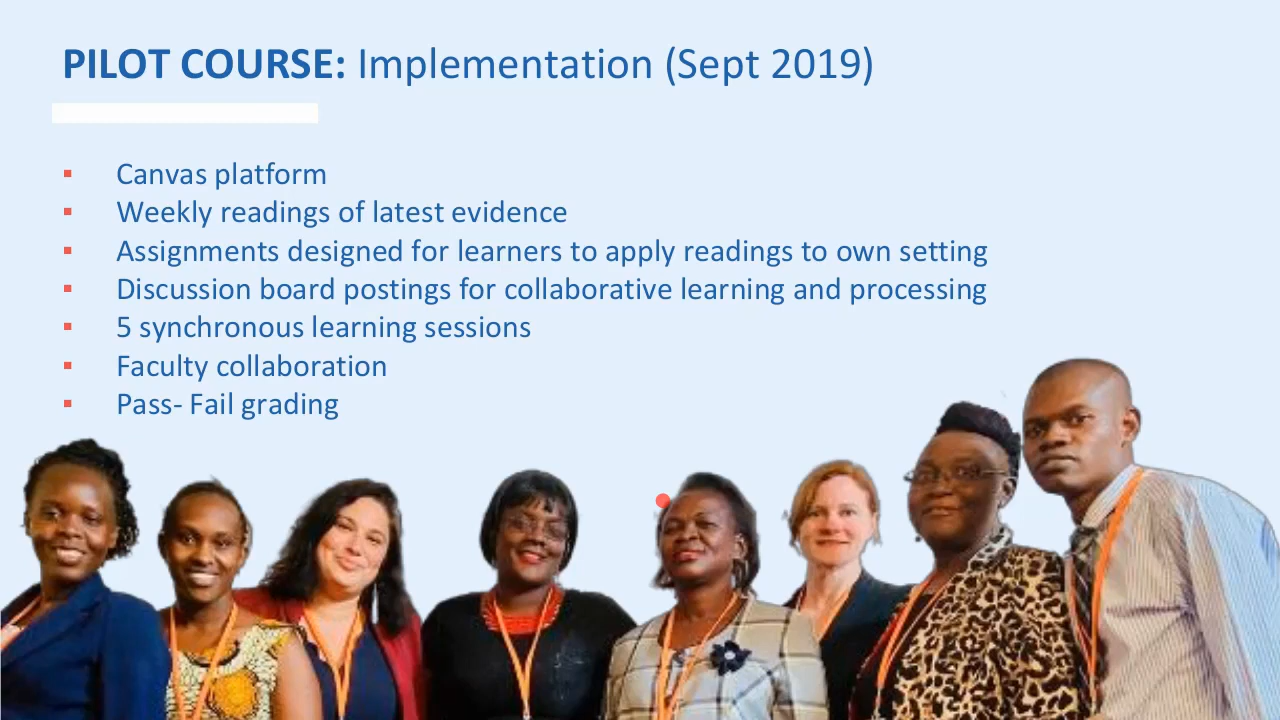 PILOT COURSE: Implementation (Sept 2019)
▪ Canvas platform
▪ Weekly readings of latest evidence
▪ Assignments designed for learners to apply readings to own setting
▪ Discussion board postings for collaborative learning and processing
▪ 5 synchronous learning sessions
▪ Faculty collaboration
▪ Pass- Fail grading